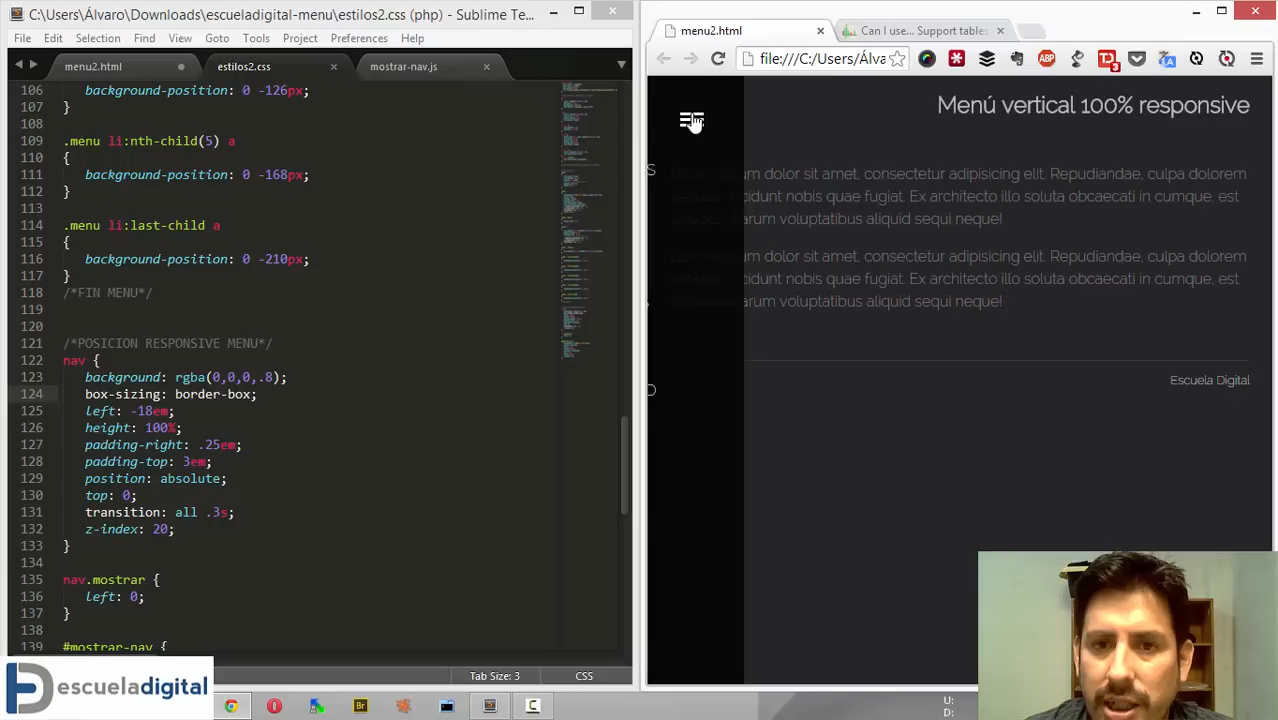 C:\Users\Álvaro\Downloads\escueladigital-menu\estilos2.css (php) - Sublime Te...
File Edit Selection Find View Goto Tools Project Preferences Help
menu2.html estilos2.css mostrar-nav.js
106 background-position: 0 -126px;
107 }
108
109 .menu li:nth-child(5) a
110 {
111 background-position: 0 -168px;
112 }
113
114 .menu li:last-child a
115 {
116 background-position: 0 -210px;
117 }
118 /*FIN MENU*/
119
120
121 /*POSICION RESPONSIVE MENU*/
122 nav {
123 background: rgba(0,0,0,.8);
124 box-sizing: border-box;
125 left: -18em;
126 height: 100%;
127 padding-right: .25em;
128 padding-top: 3em;
129 position: absolute;
130 top: 0;
131 transition: all .3s;
132 z-index: 20;
133 }
134
135 nav.mostrar {
136 left: 0;
137 }
138
139 #mostrar-nav {
Tab Size: 3 CSS
escueladigital
menu2.html Can I use... Support tables
file:///C:/Users/Álva
Menú vertical 100% responsive
dolor sit amet, consectetur adipisicing elit. Repudiandae, culpa dolorem
cidunt nobis quae fugiat. Ex architecto illo soluta obcaecati in cumque, est
arum voluptatibus aliquid sequi neque!
dolor sit amet, consectetur adipisicing elit. Repudiandae, culpa dolorem
cidunt nobis quae fugiat. Ex architecto illo soluta obcaecati in cumque, est
arum voluptatibus aliquid sequi neque!
Escuela Digital
U:
D: